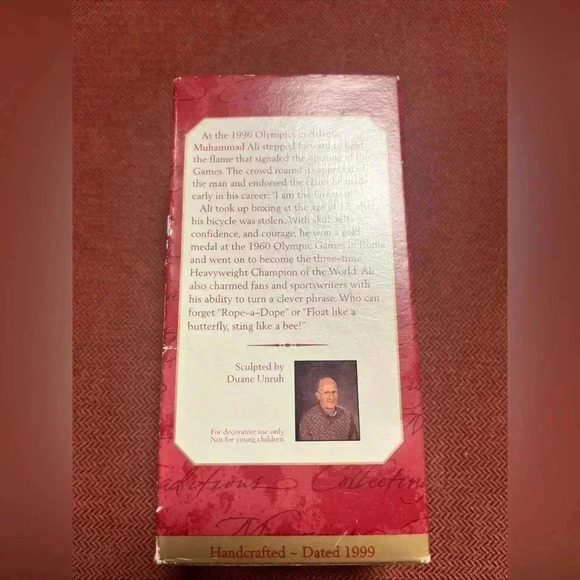 At the 1996 Olympics in Atlanta,
Muhammad Ali stepped forward to light
the flame that signaled the opening of the
Games. The crowd roared its approval of
the man and endorsed the claim he made
early in his career: "I am the Greatest!"
Ali took up boxing at the age of 12, after
his bicycle was stolen. With skill, self-
confidence, and courage, he won a gold
medal at the 1960 Olympic Games in Rome
and went on to become the three–time
Heavyweight Champion of the World. Ali
also charmed fans and sportswriters with
his ability to turn a clever phrase. Who can
forget "Rope–a–Dope" or "Float like a
butterfly, sting like a bee!"
Sculpted by
Duane Unruh
For decorative use only.
Not for young children.
Traditions Collection
Handcrafted ~ Dated 1999